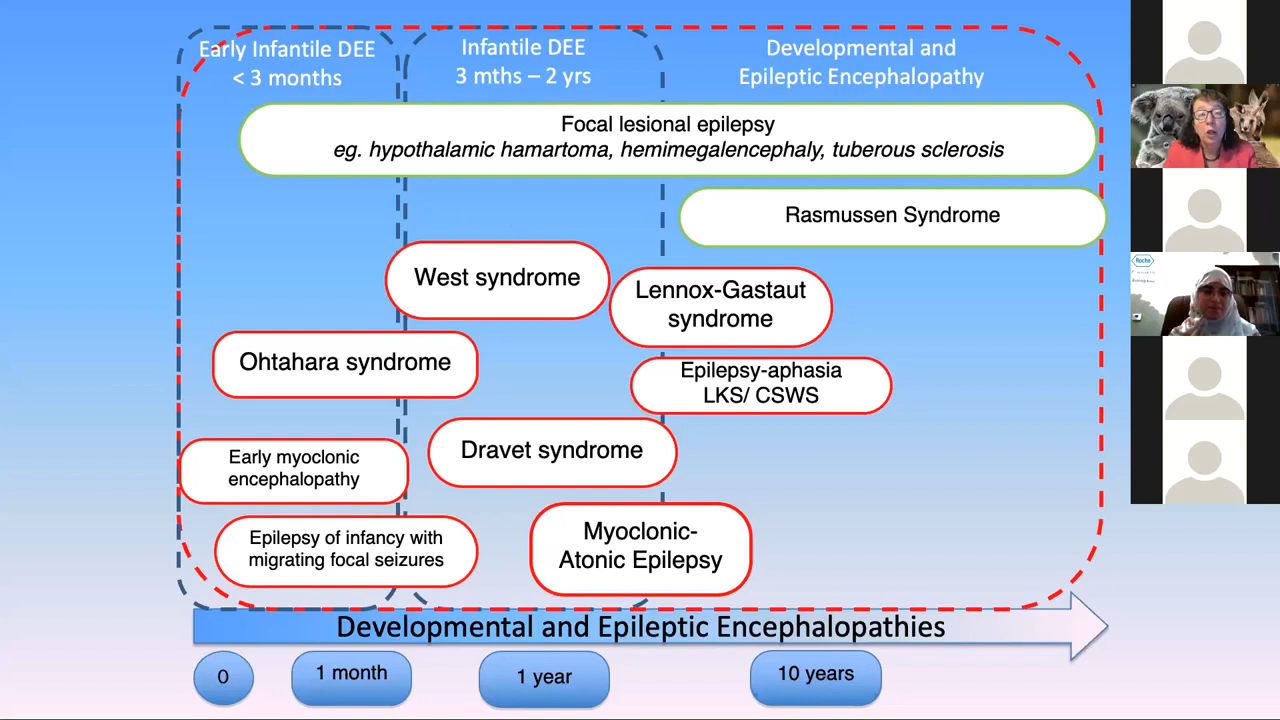 Early Infantile DEE
< 3 months
Infantile DEE
3 mths – 2 yrs
Developmental and
Epileptic Encephalopathy
Focal lesional epilepsy
eg. hypothalamic hamartoma, hemimegalencephaly, tuberous sclerosis
Rasmussen Syndrome
West syndrome
Lennox-Gastaut
syndrome
Ohtahara syndrome
Epilepsy-aphasia
LKS/ CSWS
Dravet syndrome
Early myoclonic
encephalopathy
Myoclonic-
Atonic Epilepsy
Epilepsy of infancy with
migrating focal seizures
Developmental and Epileptic Encephalopathies
0
1 month
1 year
10 years
Roche